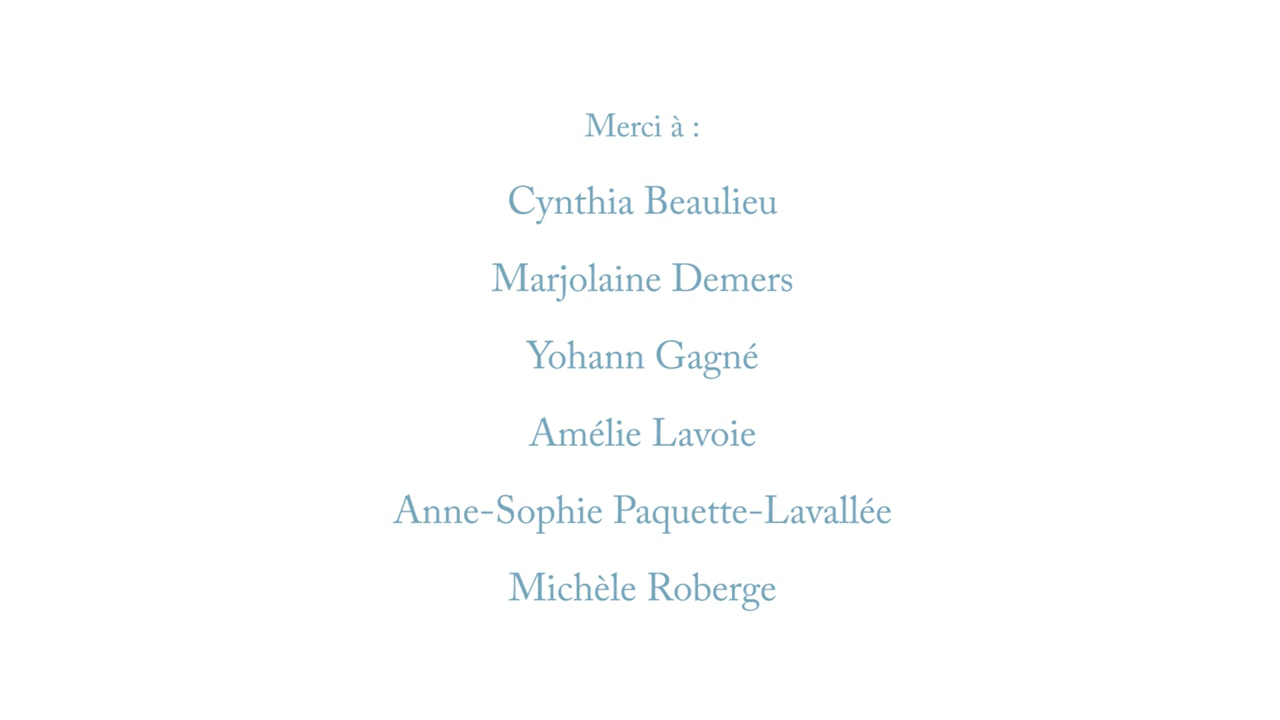 Merci à :
Cynthia Beaulieu
Marjolaine Demers
Yohann Gagné
Amélie Lavoie
Anne-Sophie Paquette-Lavallée
Michèle Roberge